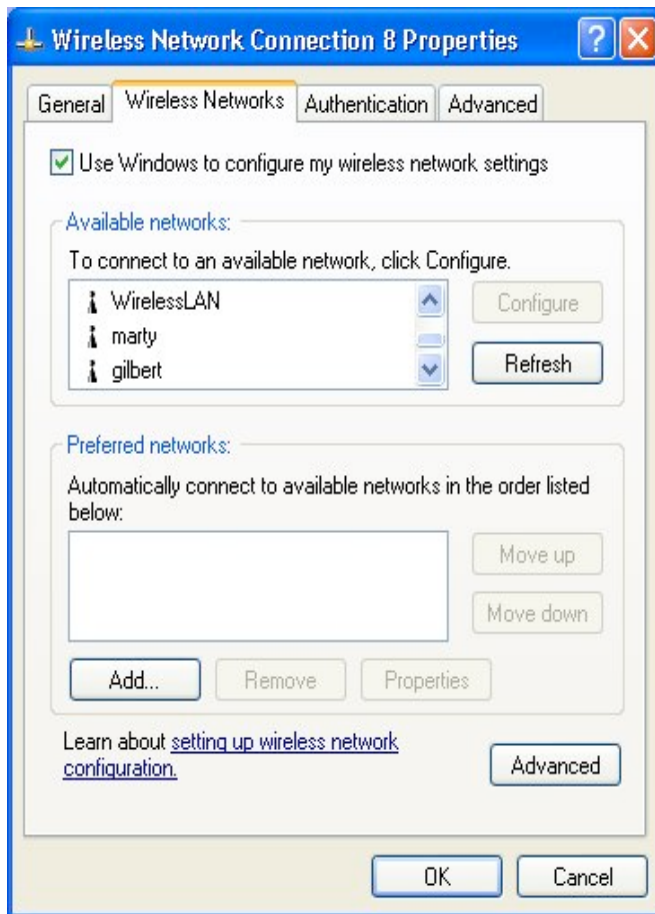 Wireless Network Connection 8 Properties
General Wireless Networks Authentication Advanced
Use Windows to configure my wireless network settings
Available networks:
To connect to an available network, click Configure.
WirelessLAN
marty
gilbert
Configure
Refresh
Preferred networks:
Automatically connect to available networks in the order listed
below:
Move up
Move down
Add... Remove Properties
Learn about setting up wireless network
configuration.
Advanced
OK Cancel